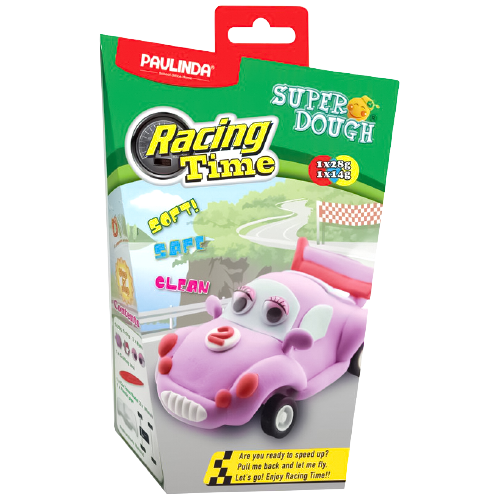 PAULINDA®
SUPER
DOUGH
Racing
Time
1x28g
1x14g
SOFT!
SAFE
CLEAN
2
Contents
Are you ready to speed up?
Pull me back and let me fly.
Let's go! Enjoy Racing Time!!